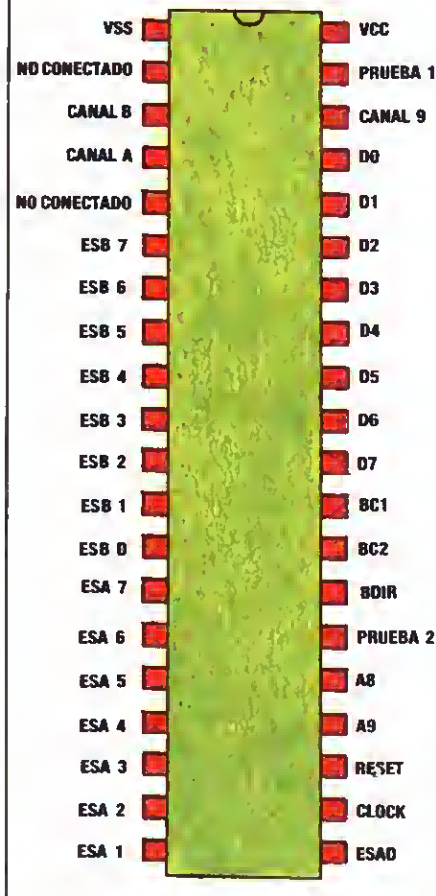 VSS
NO CONECTADO
CANAL B
CANAL A
NO CONECTADO
ESB 7
ESB 6
ESB 5
ESB 4
ESB 3
ESB 2
ESB 1
ESB 0
ESA 7
ESA 6
ESA 5
ESA 4
ESA 3
ESA 2
ESA 1
VCC
PRUEBA 1
CANAL 9
D0
D1
D2
D3
D4
D5
D6
D7
BC1
BC2
BDIR
PRUEBA 2
A8
A9
RESET
CLOCK
ESAO